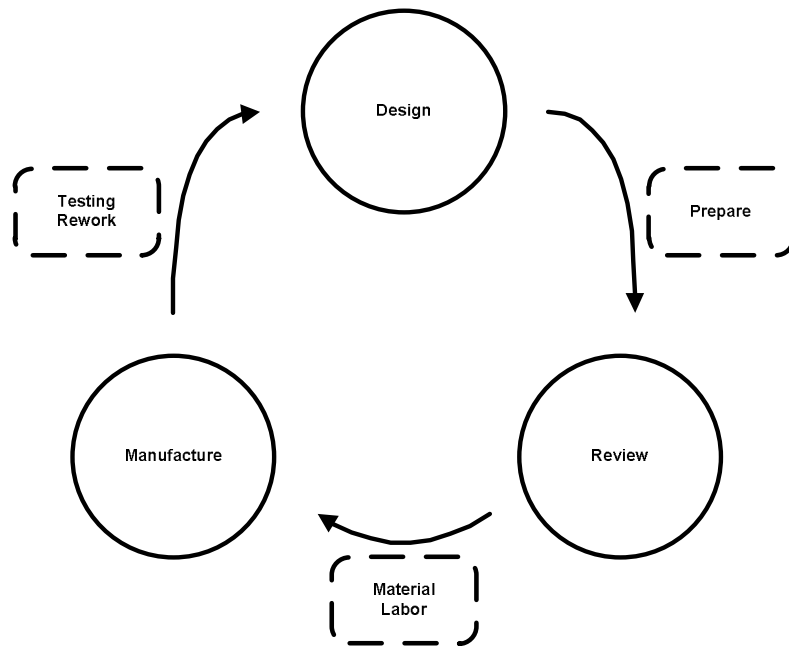 Design
Testing
Rework
Prepare
Manufacture
Review
Material
Labor